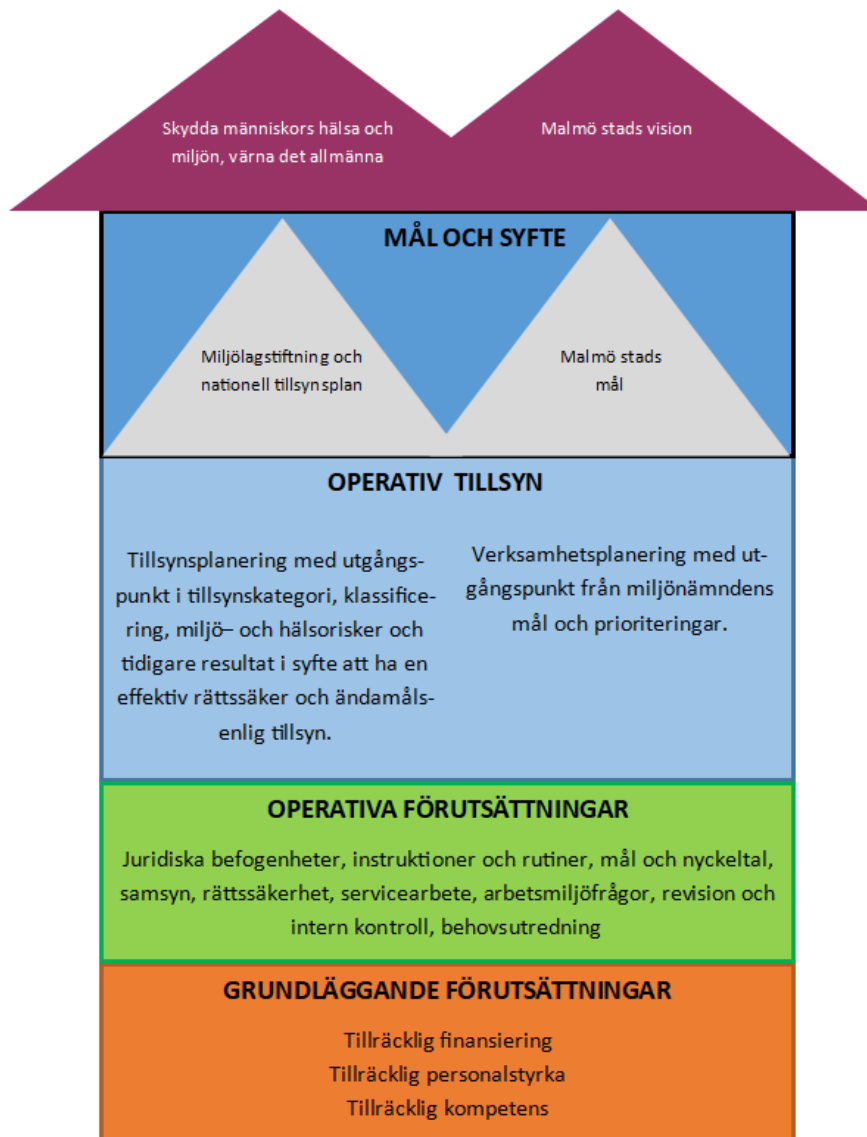 Skydda människors hälsa och
miljön, värna det allmänna
Malmö stads vision
MÅL OCH SYFTE
Miljölagstiftning och
nationell tillsynsplan
Malmö stads
mål
OPERATIV TILLSYN
Tillsynsplanering med utgångs-
punkt i tillsynskategori, klassifice-
ring, miljö– och hälsorisker och
tidigare resultat i syfte att ha en
effektiv rättssäker och ändamåls-
enlig tillsyn.
Verksamhetsplanering med ut-
gångspunkt från miljönämndens
mål och prioriteringar.
OPERATIVA FÖRUTSÄTTNINGAR
Juridiska befogenheter, instruktioner och rutiner, mål och nyckeltal,
samsyn, rättssäkerhet, servicearbete, arbetsmiljöfrågor, revision och
intern kontroll, behovsutredning
GRUNDLÄGGANDE FÖRUTSÄTTNINGAR
Tillräcklig finansiering
Tillräcklig personalstyrka
Tillräcklig kompetens